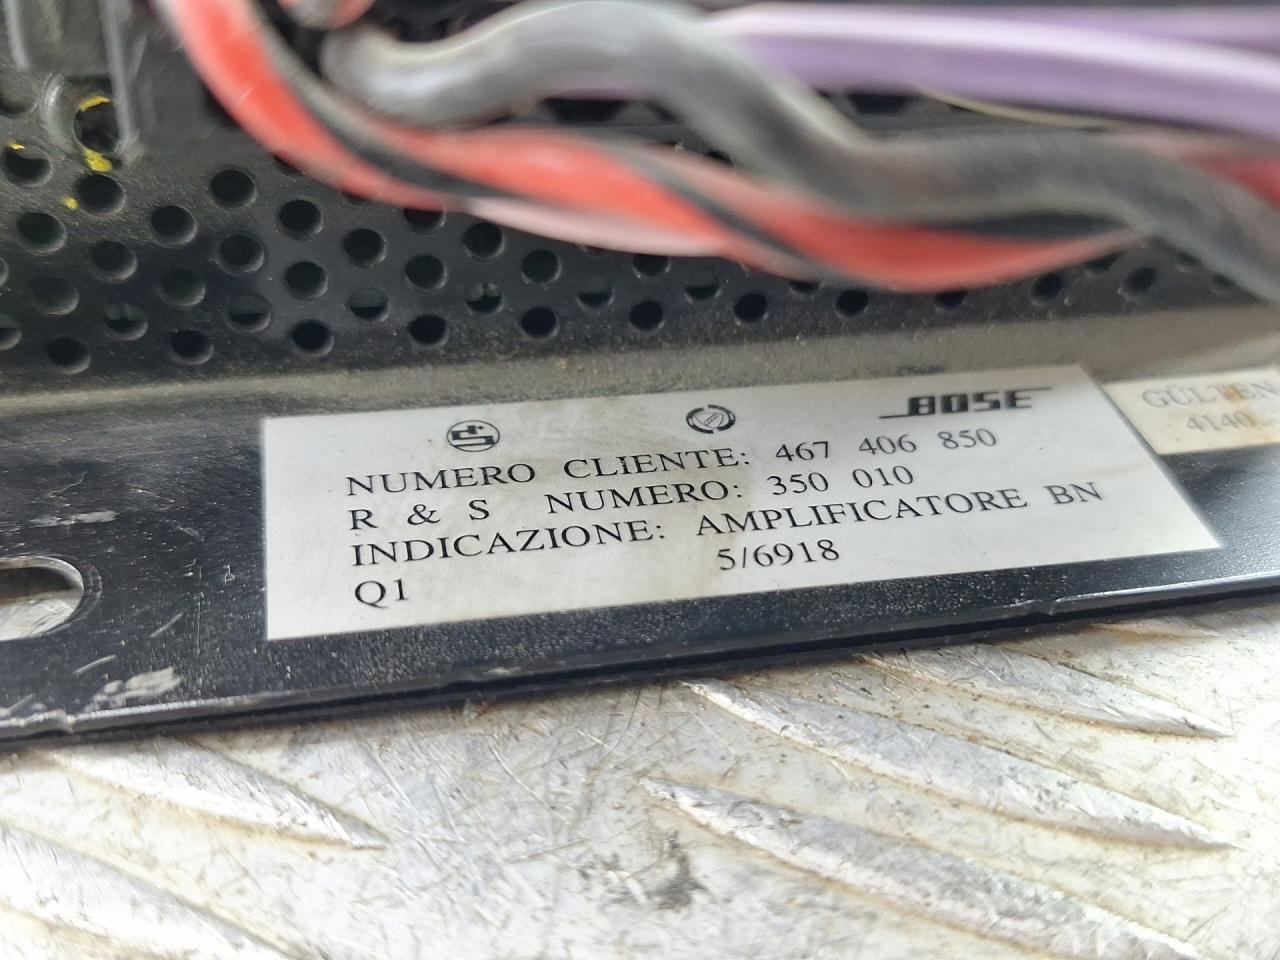 BOSE
NUMERO CLIENTE: 467 406 850
R & S NUMERO: 350 010
INDICAZIONE: AMPLIFICATORE BN
Q1 5/6918
GÜLTEN
4140